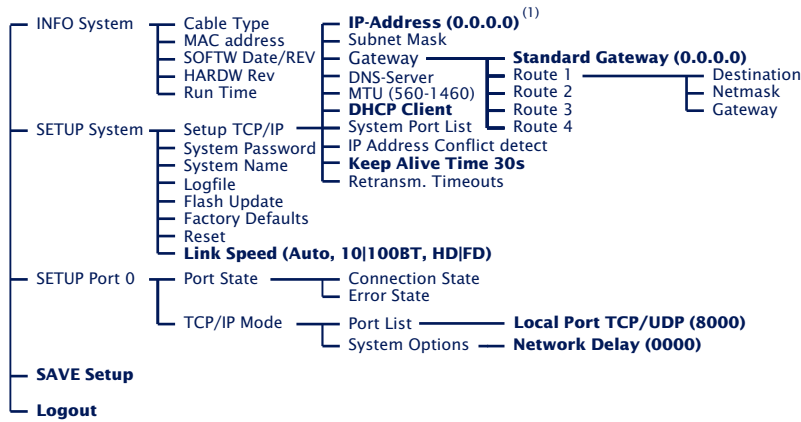 INFO System
Cable Type
MAC address
SOFTW Date/REV
HARDW Rev
Run Time
SETUP System
Setup TCP/IP
IP-Address (0.0.0.0) (1)
Subnet Mask
Gateway
Standard Gateway (0.0.0.0)
Route 1
Destination
Netmask
Gateway
Route 2
Route 3
Route 4
DNS-Server
MTU (560-1460)
DHCP Client
System Port List
IP Address Conflict detect
Keep Alive Time 30s
Retransm. Timeouts
System Password
System Name
Logfile
Flash Update
Factory Defaults
Reset
Link Speed (Auto, 10|100BT, HD|FD)
SETUP Port 0
Port State
Connection State
Error State
TCP/IP Mode
Port List
Local Port TCP/UDP (8000)
System Options
Network Delay (0000)
SAVE Setup
Logout